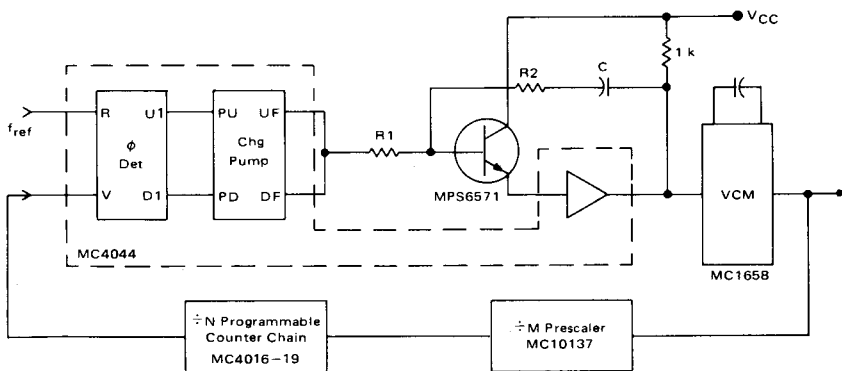 VCC
1 k
R2
C
R
U1
PU
UF
fref
φ
Det
Chg
Pump
R1
V
D1
PD
DF
MPS6571
VCM
MC4044
MC1658
÷N Programmable
Counter Chain
MC4016–19
÷M Prescaler
MC10137